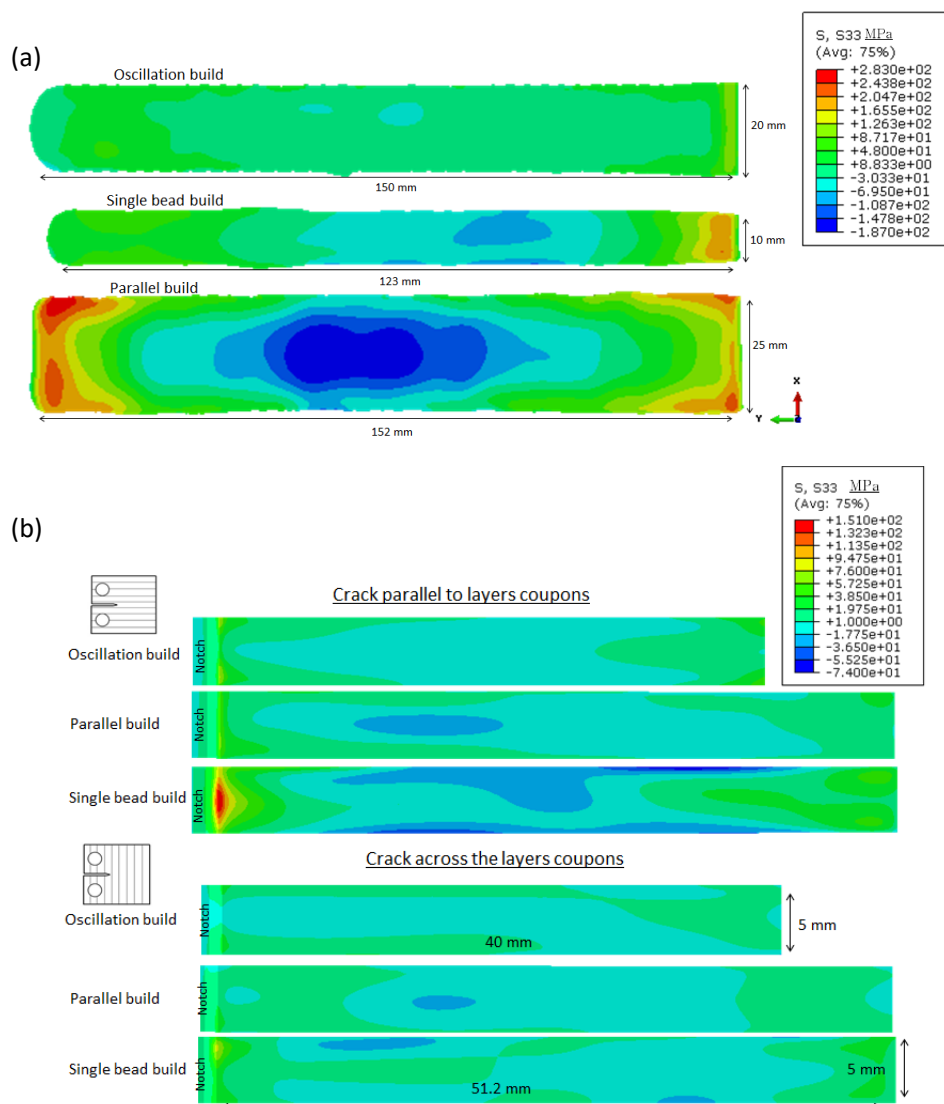 (a)
S, S33 MPa
(Avg: 75%)
+2.830e+02
+2.438e+02
+2.047e+02
+1.655e+02
+1.263e+02
+8.717e+01
+4.800e+01
+8.833e+00
-3.033e+01
-6.950e+01
-1.087e+02
-1.478e+02
-1.870e+02
Oscillation build
20 mm
150 mm
Single bead build
10 mm
123 mm
Parallel build
25 mm
152 mm
X
Y
(b)
S, S33 MPa
(Avg: 75%)
+1.510e+02
+1.323e+02
+1.135e+02
+9.475e+01
+7.600e+01
+5.725e+01
+3.850e+01
+1.975e+01
+1.000e+00
-1.775e+01
-3.650e+01
-5.525e+01
-7.400e+01
Crack parallel to layers coupons
Oscillation build
Notch
Parallel build
Notch
Single bead build
Notch
Crack across the layers coupons
Oscillation build
Notch
40 mm
5 mm
Parallel build
Notch
Single bead build
Notch
51.2 mm
5 mm